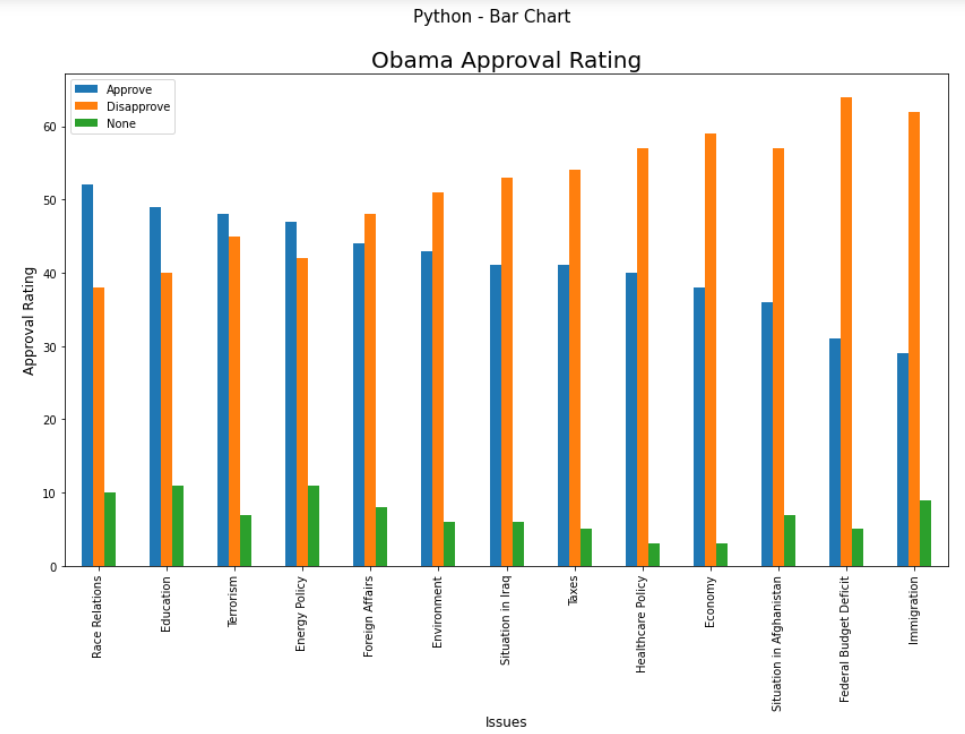 Python - Bar Chart
Obama Approval Rating
Approve
Disapprove
None
60
50
40
30
20
10
0
Approval Rating
Race Relations
Education
Terrorism
Energy Policy
Foreign Affairs
Environment
Situation in Iraq
Taxes
Healthcare Policy
Economy
Situation in Afghanistan
Federal Budget Deficit
Immigration
Issues